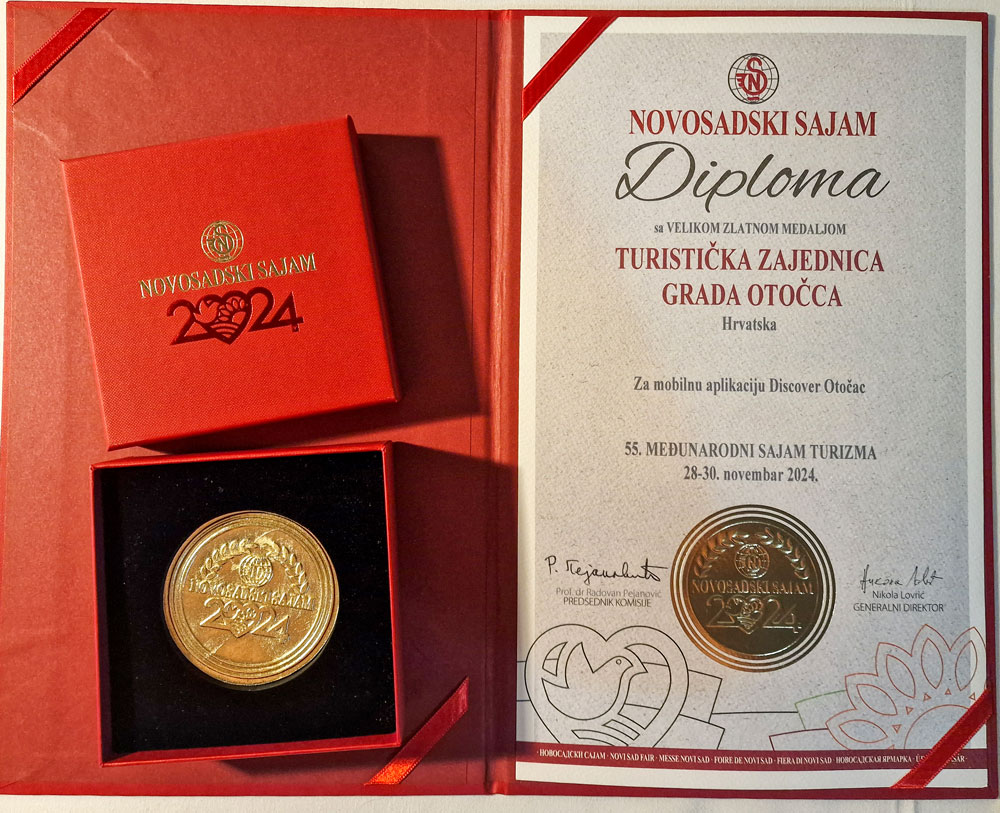 NOVOSADSKI SAJAM
2024
NOVOSADSKI SAJAM
2024
NOVOSADSKI SAJAM
Diploma
sa VELIKOM ZLATNOM MEDALJOM
TURISTIČKA ZAJEDNICA
GRADA OTOČCA
Hrvatska
Za mobilnu aplikaciju Discover Otočac
55. MEĐUNARODNI SAJAM TURIZMA
28-30. novembar 2024.
NOVOSADSKI SAJAM
2024
Prof. dr Radovan Pejanović
PREDSEDNIK KOMISIJE
Nikola Lovrić
GENERALNI DIREKTOR
· НОВОСАДСКИ САЈАМ · NOVI SAD FAIR · MESSE NOVI SAD · FOIRE DE NOVI SAD · FIERA DI NOVI SAD · НОВОСАДСКАЯ ЯРМАРКА ·